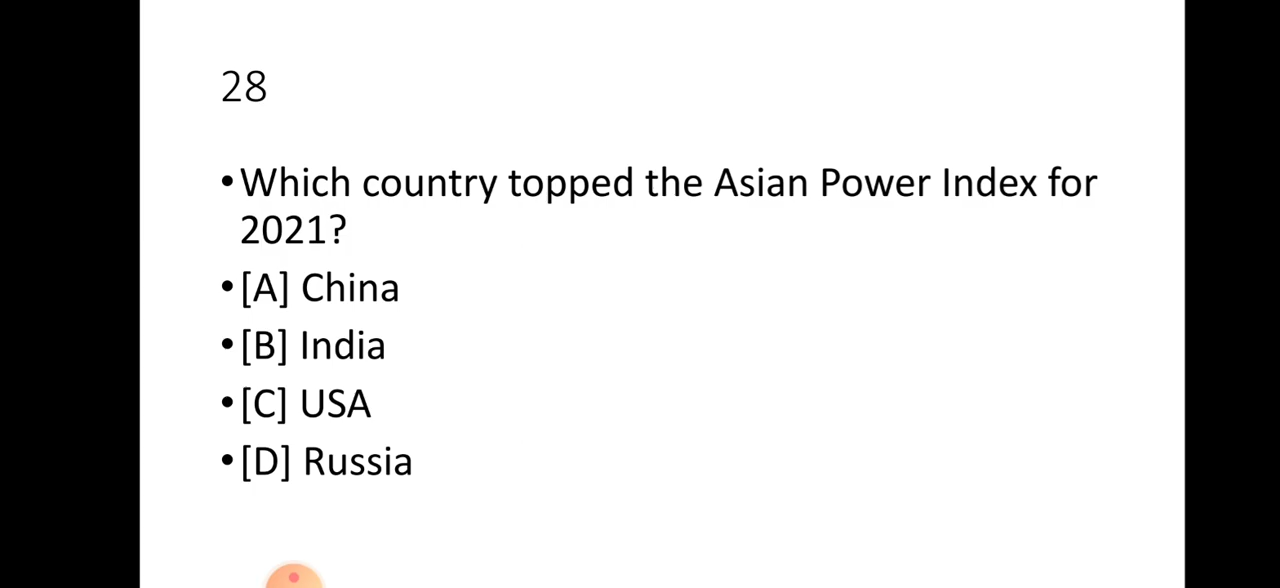 28
•Which country topped the Asian Power Index for
2021?
•[A] China
•[B] India
•[C] USA
•[D] Russia